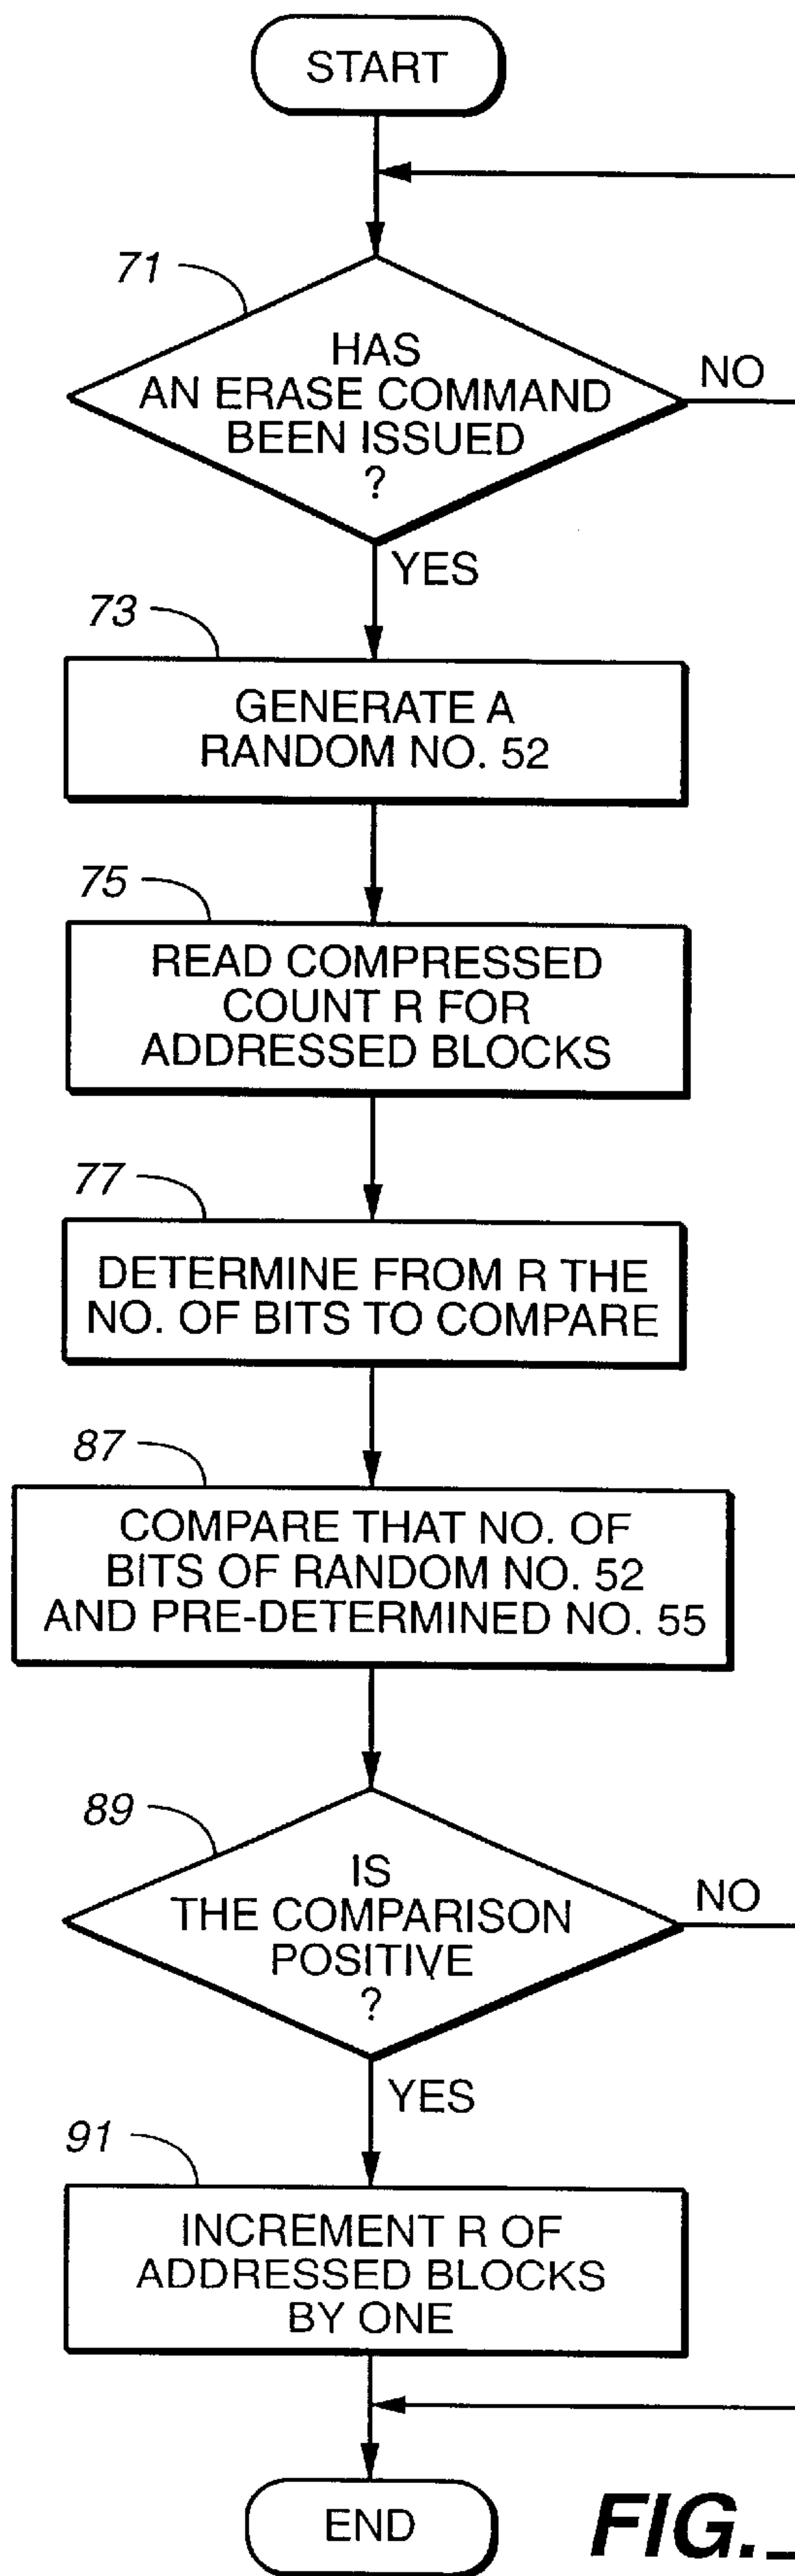 START
71
HAS
AN ERASE COMMAND
BEEN ISSUED
?
NO
YES
73
GENERATE A
RANDOM NO. 52
75
READ COMPRESSED
COUNT R FOR
ADDRESSED BLOCKS
77
DETERMINE FROM R THE
NO. OF BITS TO COMPARE
87
COMPARE THAT NO. OF
BITS OF RANDOM NO. 52
AND PRE-DETERMINED NO. 55
89
IS
THE COMPARISON
POSITIVE
?
NO
YES
91
INCREMENT R OF
ADDRESSED BLOCKS
BY ONE
END
FIG._